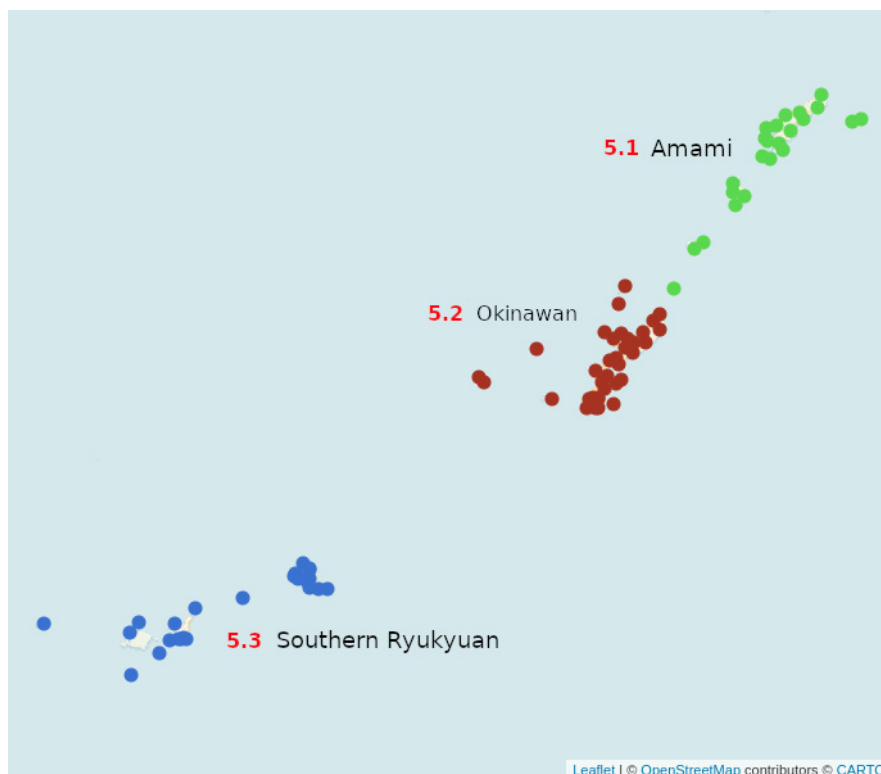 5.1 Amami
5.2 Okinawan
5.3 Southern Ryukyuan
Leaflet | © OpenStreetMap contributors © CARTO